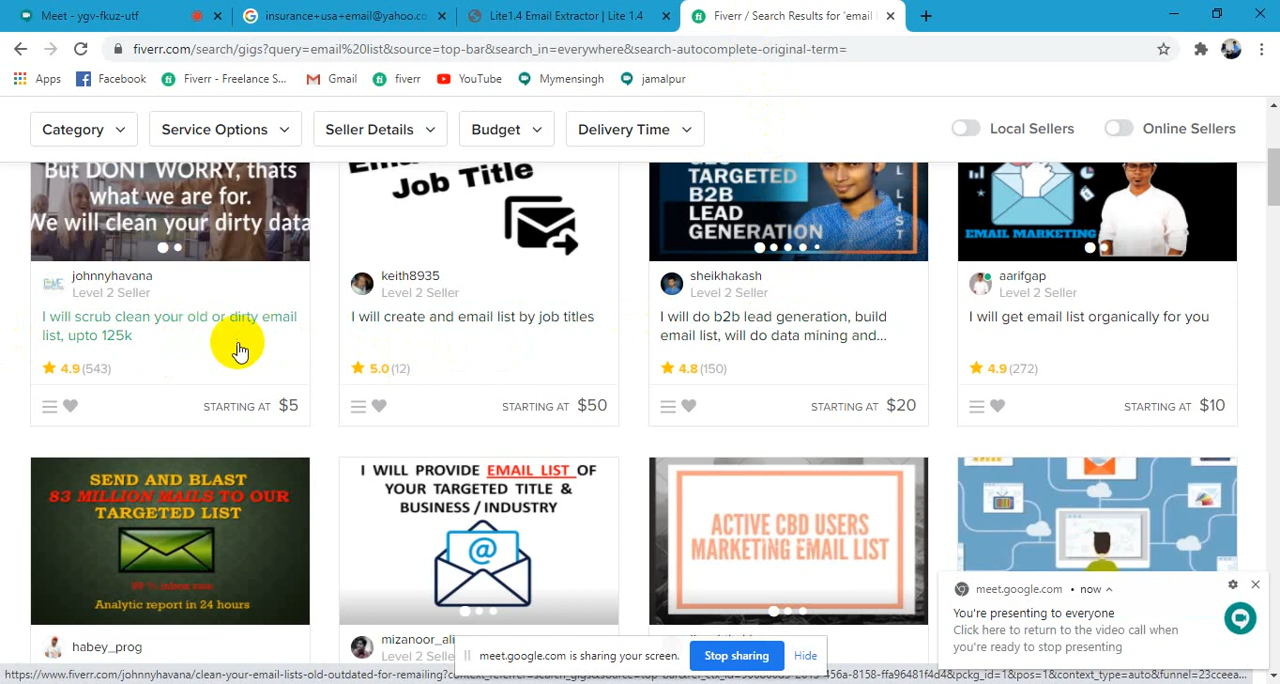 Meet - ygv-fkuz-utf
insurance+usa+email@yahoo.co
Lite1.4 Email Extractor | Lite 1.4
Fiverr / Search Results for 'email
fiverr.com/search/gigs?query=email%20list&source=top-bar&search_in=everywhere&search-autocomplete-original-term=
Apps
Facebook
Fiverr - Freelance S...
Gmail
fiverr
YouTube
Mymensingh
jamalpur
Category
Service Options
Seller Details
Budget
Delivery Time
Local Sellers
Online Sellers
But DONT WORRY, thats
what we are for.
We will clean your dirty data
Job Title
TARGETED
B2B
LEAD
GENERATION
LIST
EMAIL MARKETING
johnnyhavana
Level 2 Seller
I will scrub clean your old or dirty email
list, upto 125k
4.9 (543)
STARTING AT $5
keith8935
Level 2 Seller
I will create and email list by job titles
5.0 (12)
STARTING AT $50
sheikhakash
Level 2 Seller
I will do b2b lead generation, build
email list, will do data mining and...
4.8 (150)
STARTING AT $20
aarifgap
Level 2 Seller
I will get email list organically for you
4.9 (272)
STARTING AT $10
SEND AND BLAST
83 MILLION MAILS TO OUR
TARGETED LIST
Analytic report in 24 hours
I WILL PROVIDE EMAIL LIST OF
YOUR TARGETED TITLE &
BUSINESS / INDUSTRY
ACTIVE CBD USERS
MARKETING EMAIL LIST
habey_prog
mizanoor_ali
Level 2 Selle
meet.google.com is sharing your screen.
Stop sharing
Hide
meet.google.com • now
You're presenting to everyone
Click here to return to the video call when
you're ready to stop presenting